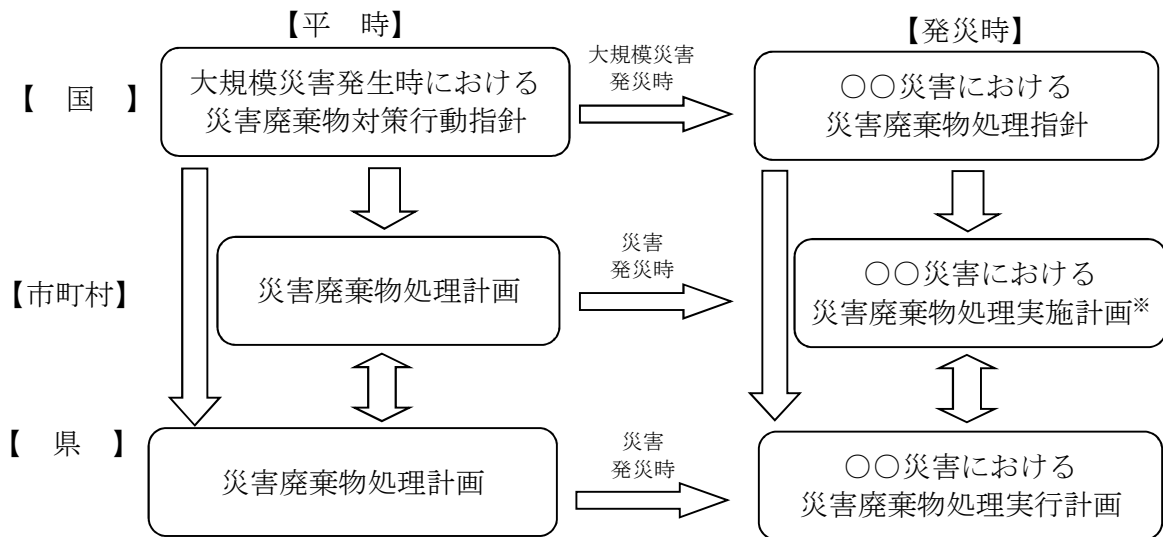 【平　時】
【発災時】
【　国　】
大規模災害発生時における
災害廃棄物対策行動指針
大規模災害
発災時
〇〇災害における
災害廃棄物処理指針
【市町村】
災害廃棄物処理計画
災害
発災時
〇〇災害における
災害廃棄物処理実施計画※
【　県　】
災害廃棄物処理計画
災害
発災時
〇〇災害における
災害廃棄物処理実行計画